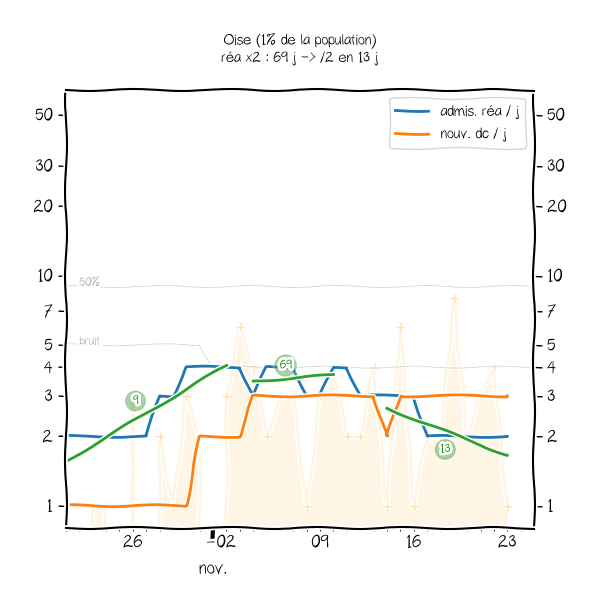 Oise (1% de la population)
réa x2 : 69 j -> /2 en 13 j
admis. réa / j
nouv. dc / j
50 50
30 30
20 20
10 10
50%
7 7
bruit
5 5
4 69 4
9
3 3
2 2
13
1 1
26 02 09 16 23
nov.